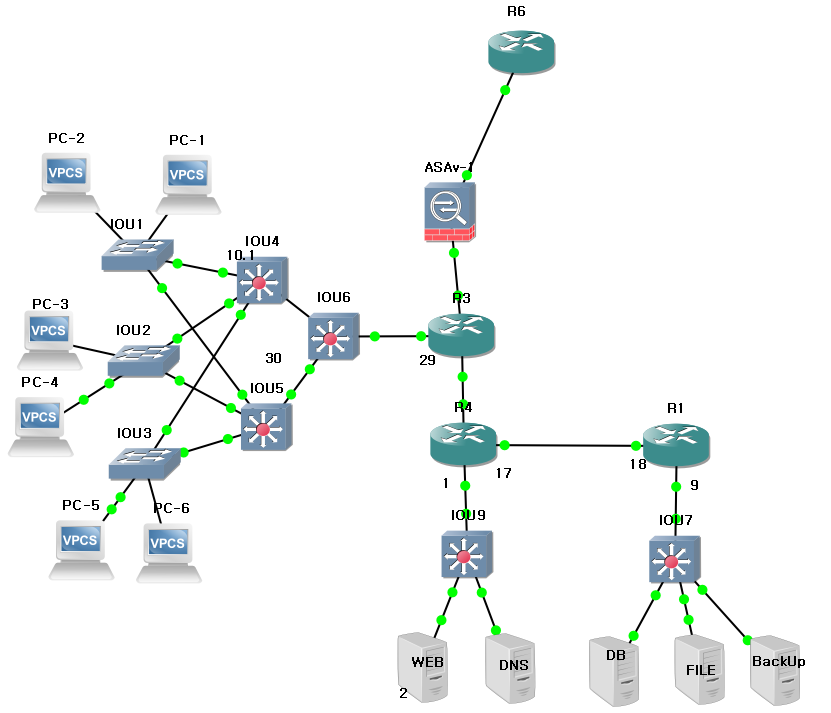 R6
PC-2
PC-1
VPCS
VPCS
ASAv-1
IOU1
IOU4
10.1
PC-3
VPCS
IOU2
IOU6
R3
30
29
PC-4
VPCS
IOU5
R4
R1
IOU3
17
18
1
9
PC-5
PC-6
VPCS
VPCS
IOU9
IOU7
WEB
DNS
DB
FILE
BackUp
2